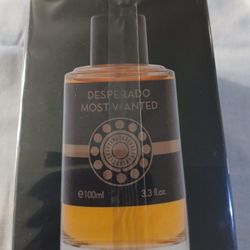 DESPERADO
MOST WANTED
℮100ml 3.3 fl.oz.